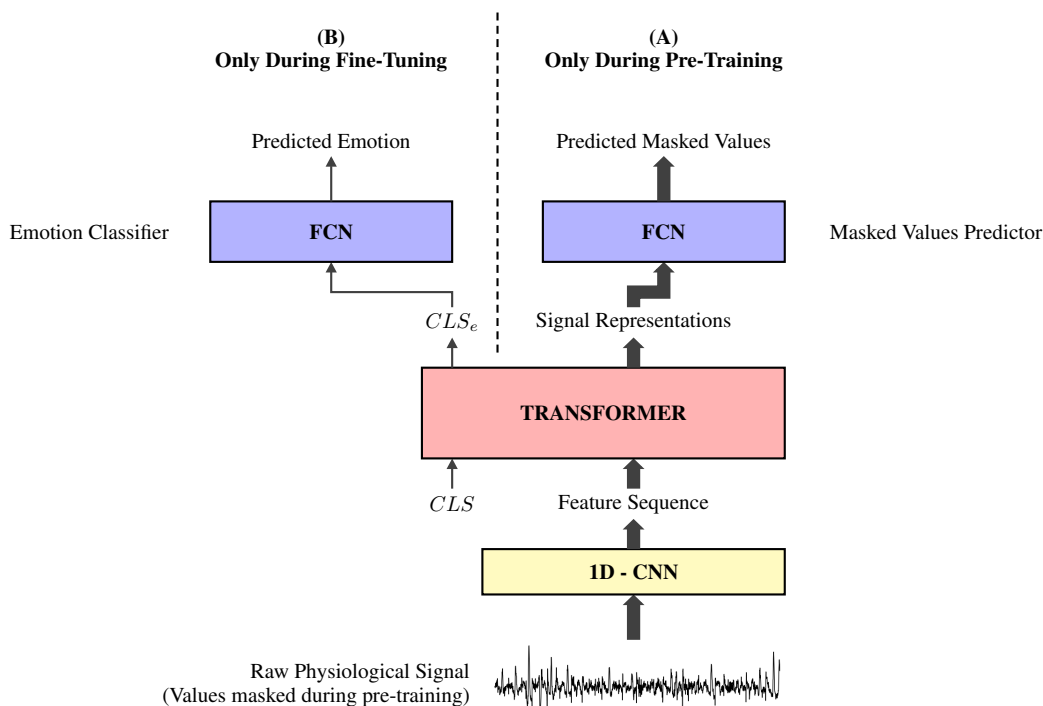 (B)
Only During Fine-Tuning
(A)
Only During Pre-Training
Predicted Emotion
Predicted Masked Values
Emotion Classifier
FCN
FCN
Masked Values Predictor
CLS_e
Signal Representations
TRANSFORMER
CLS
Feature Sequence
1D - CNN
Raw Physiological Signal
(Values masked during pre-training)